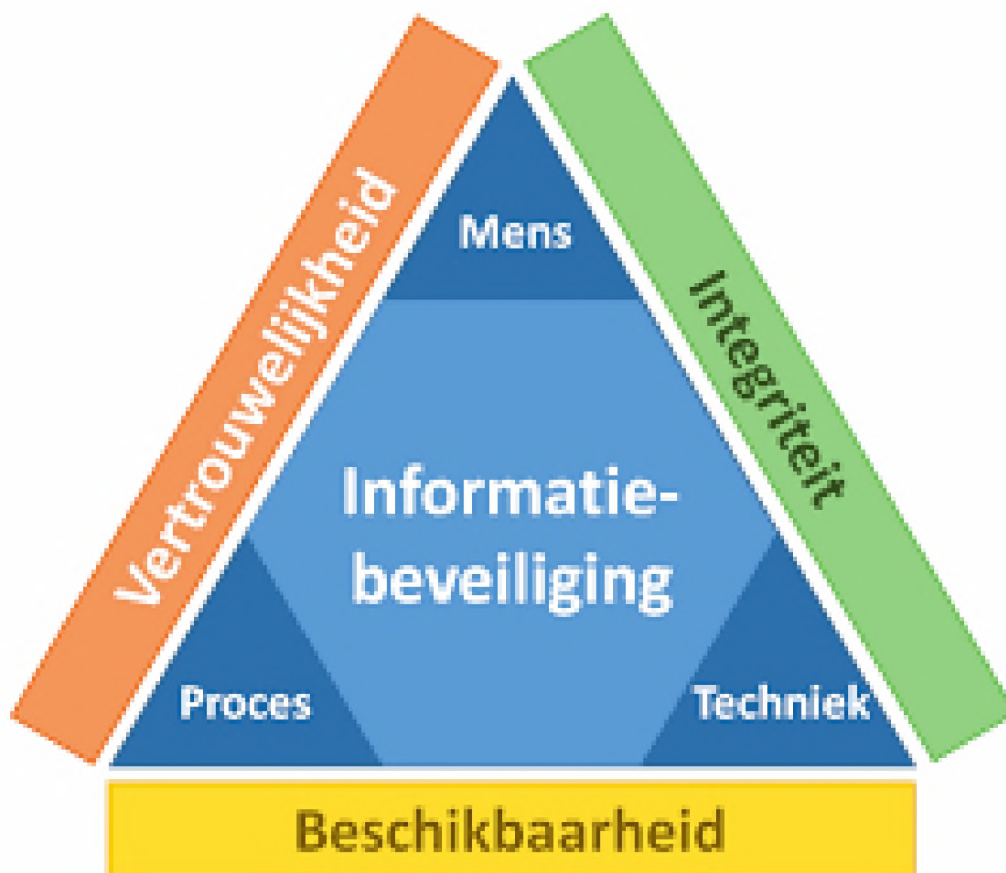 Vertrouwelijkheid
Mens
Integriteit
Informatie-
beveiliging
Proces
Techniek
Beschikbaarheid